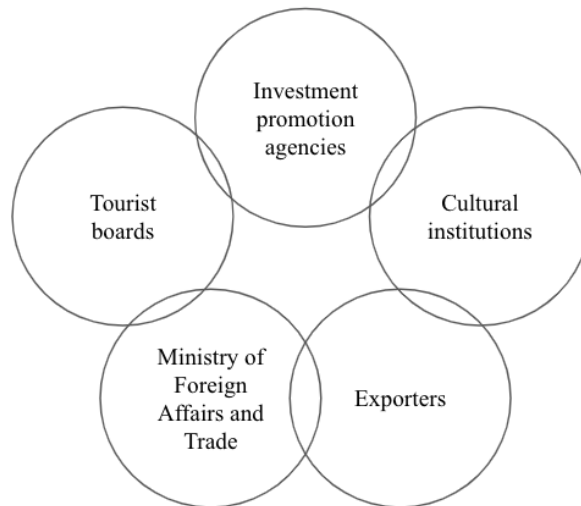 Investment
promotion
agencies
Tourist
boards
Cultural
institutions
Ministry of
Foreign
Affairs and
Trade
Exporters